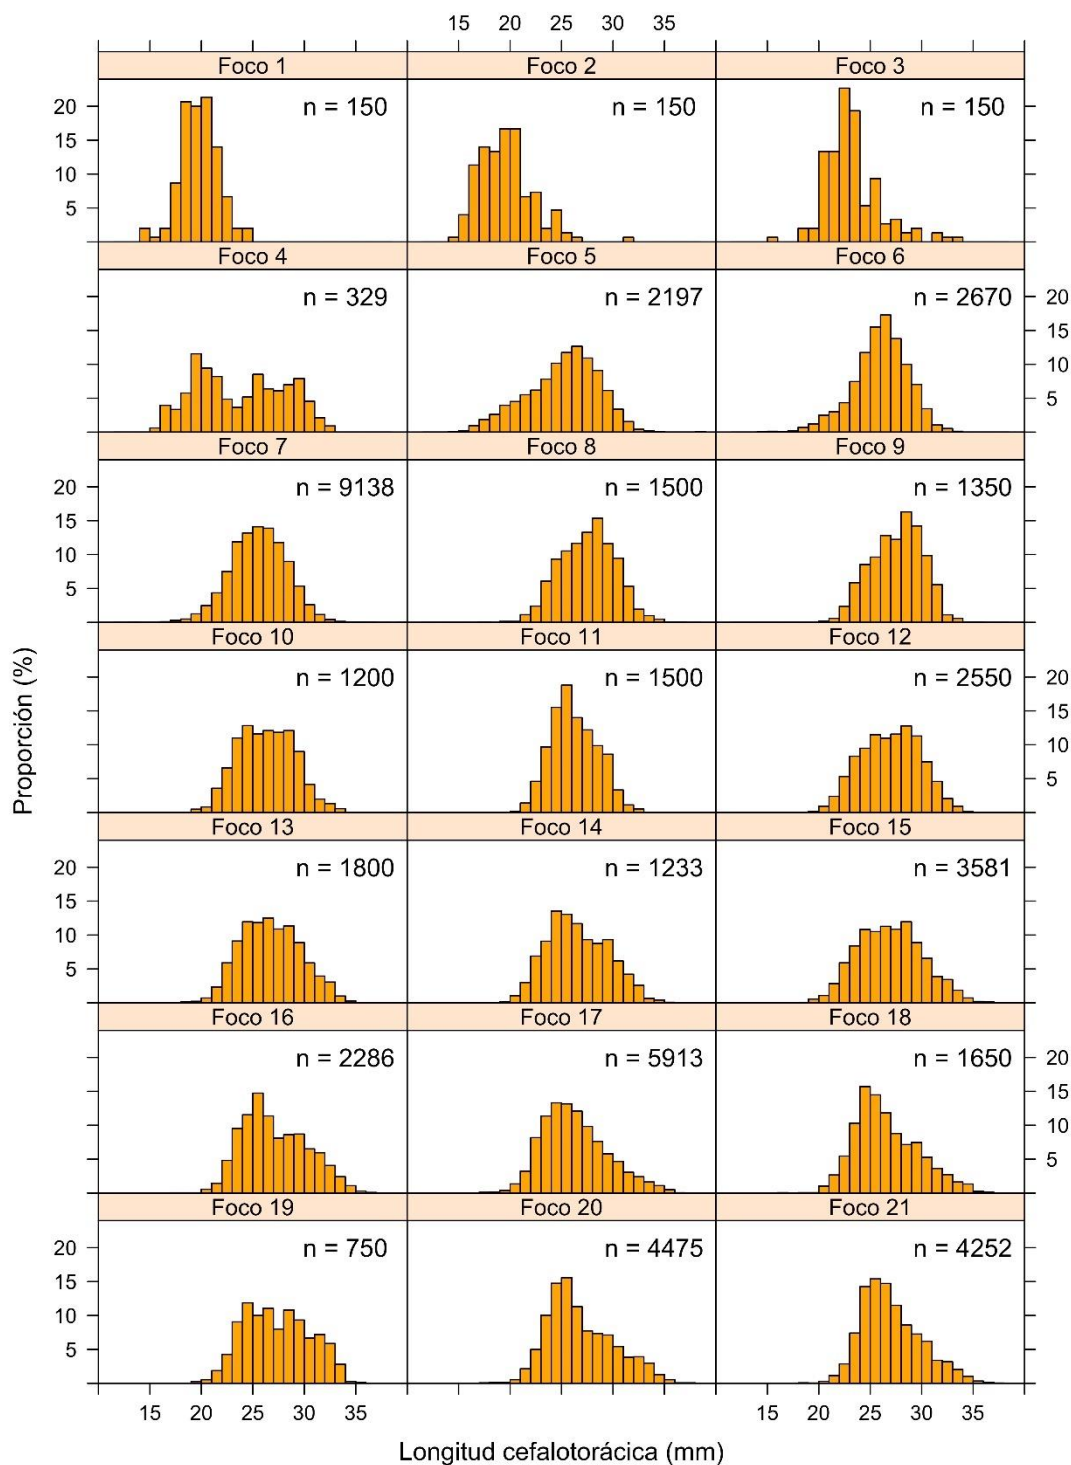 15 20 25 30 35
Foco 1 Foco 2 Foco 3
n = 150 n = 150 n = 150
20
15
10
5
Foco 4 Foco 5 Foco 6
n = 329 n = 2197 n = 2670
20
15
10
5
Foco 7 Foco 8 Foco 9
n = 9138 n = 1500 n = 1350
20
15
10
5
Foco 10 Foco 11 Foco 12
n = 1200 n = 1500 n = 2550
20
15
10
5
Proporción (%)
Foco 13 Foco 14 Foco 15
n = 1800 n = 1233 n = 3581
20
15
10
5
Foco 16 Foco 17 Foco 18
n = 2286 n = 5913 n = 1650
20
15
10
5
Foco 19 Foco 20 Foco 21
n = 750 n = 4475 n = 4252
20
15
10
5
15 20 25 30 35 15 20 25 30 35
Longitud cefalotorácica (mm)